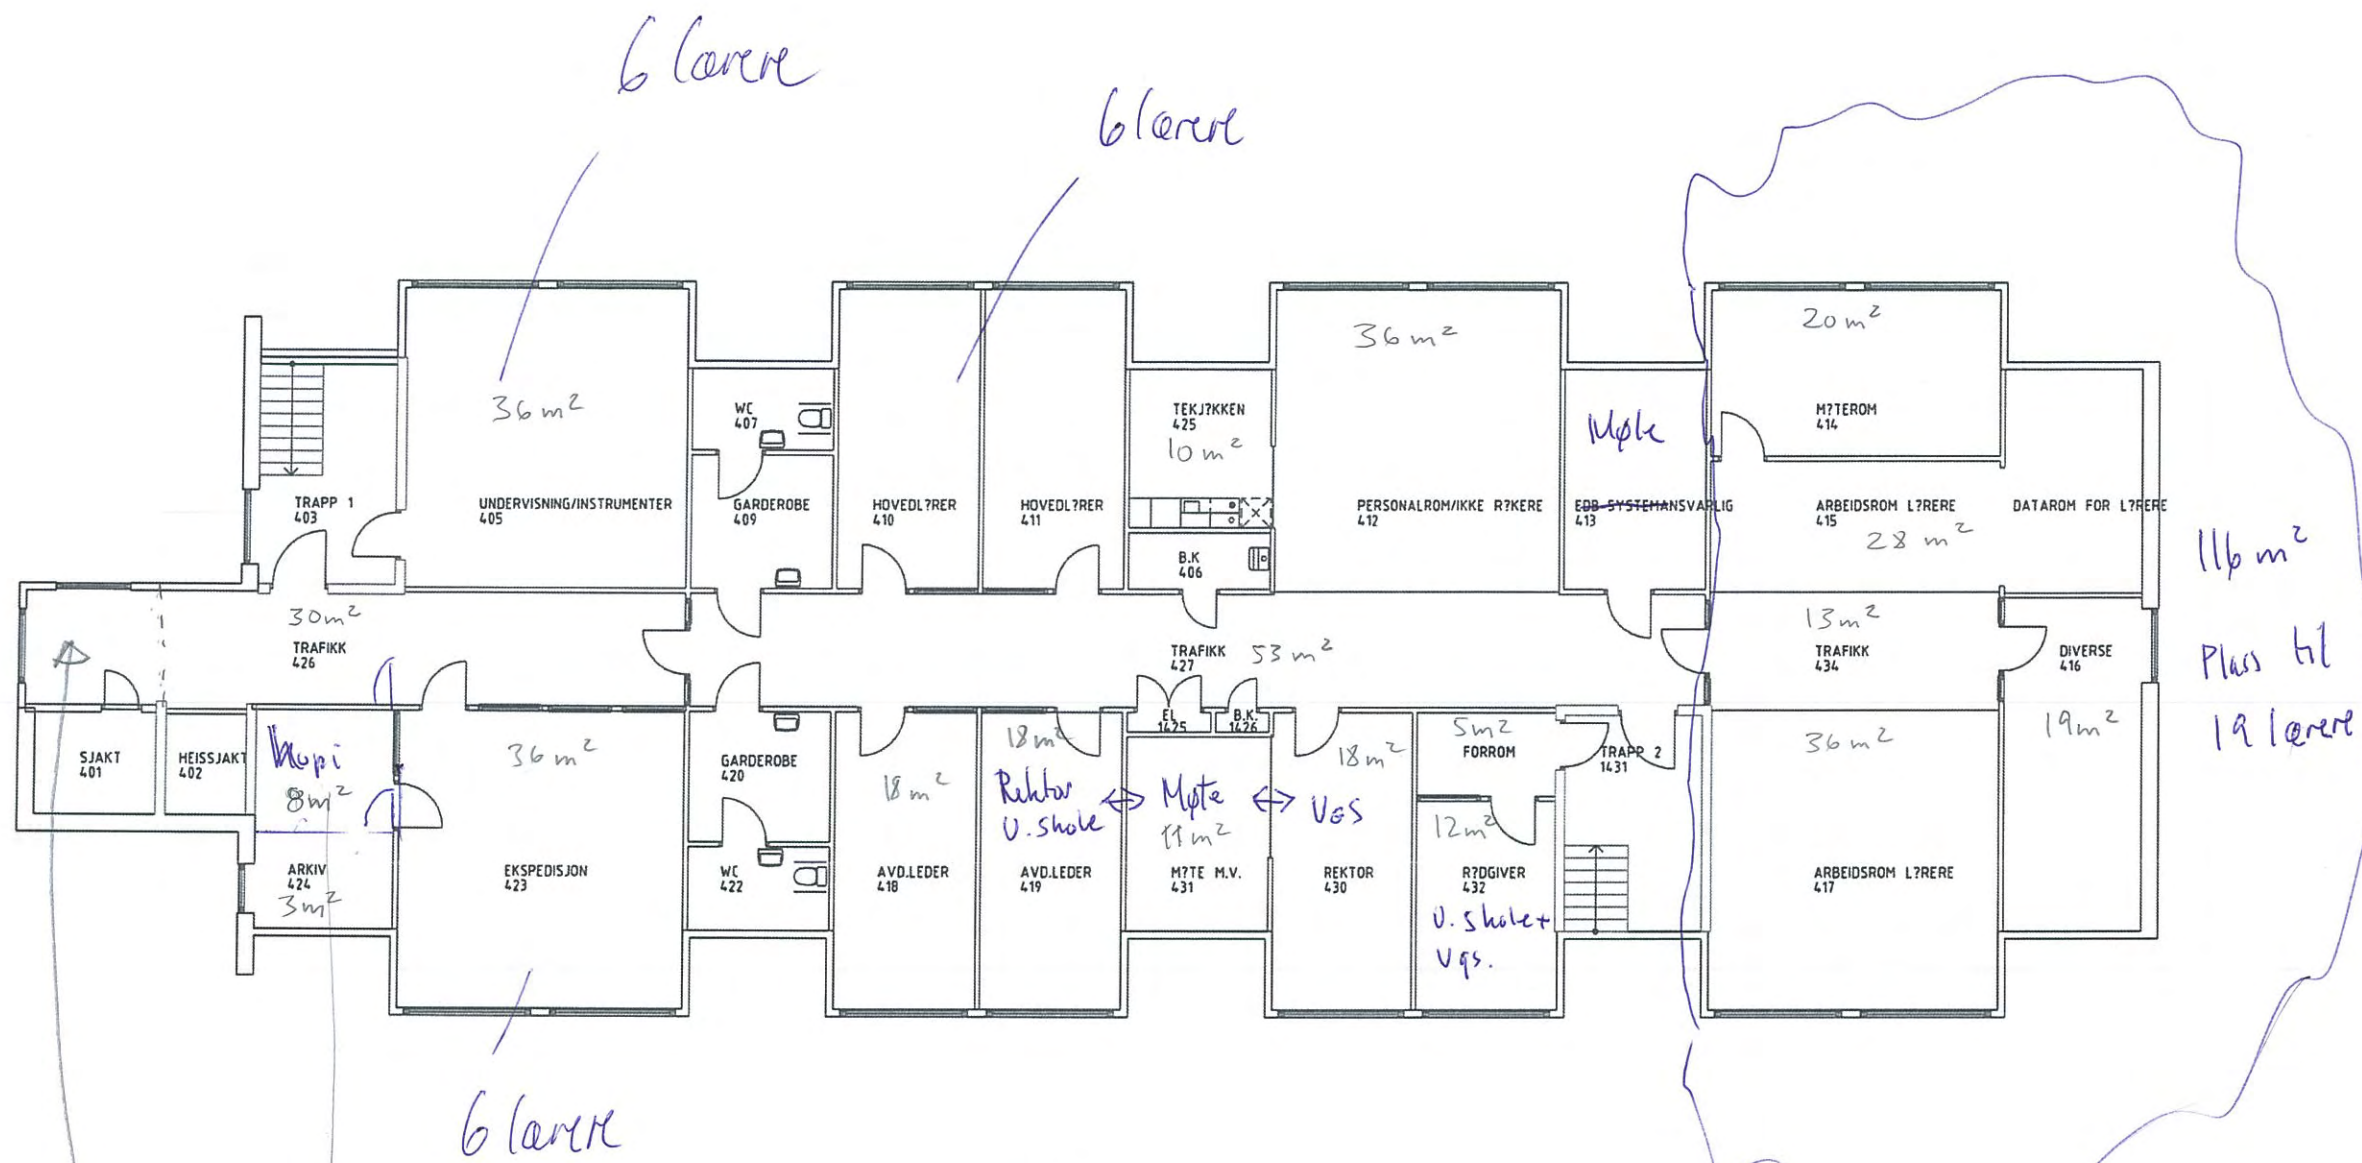 6 lærere
6 lærere
36 m²
20 m²
36 m²
WC
407
TEKJ?KKEN
425
10 m²
Møte
M?TEROM
414
TRAPP 1
403
UNDERVISNING/INSTRUMENTER
405
GARDEROBE
409
HOVEDL?RER
410
HOVEDL?RER
411
PERSONALROM/IKKE R?KERE
412
EDB-SYSTEMANSVARLIG
413
ARBEIDSROM L?RERE
415
28 m²
DATAROM FOR L?RERE
B.K
406
116 m²
Plass til
19 lærere
30 m²
TRAFIKK
426
TRAFIKK
427
53 m²
13 m²
TRAFIKK
434
DIVERSE
416
19 m²
SJAKT
401
HEISSJAKT
402
Kopi
8 m²
ARKIV
424
3 m²
36 m²
EKSPEDISJON
423
GARDEROBE
420
WC
422
18 m²
AVD.LEDER
418
18 m²
Rektor
U.skole
AVD.LEDER
419
EL
1425
B.K.
1426
Møte
11 m²
M?TE M.V.
431
18 m²
VGS
REKTOR
430
5 m²
FORROM
12 m²
R?DGIVER
432
U.skole +
Vgs.
TRAPP 2
1431
36 m²
ARBEIDSROM L?RERE
417
6 lærere